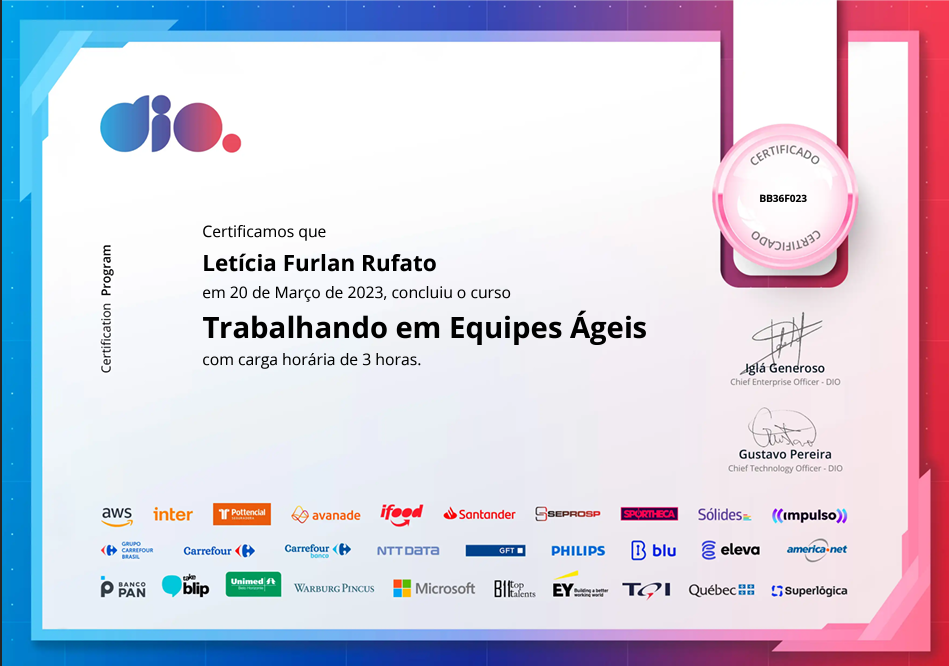 dio.
CERTIFICADO
BB36F023
CERTIFICADO
Certification Program
Certificamos que
Letícia Furlan Rufato
em 20 de Março de 2023, concluiu o curso
Trabalhando em Equipes Ágeis
com carga horária de 3 horas.
Iglá Generoso
Chief Enterprise Officer - DIO
Gustavo
Gustavo Pereira
Chief Technology Officer - DIO
aws inter Pottencial avanade ifood Santander SEPROSP SPORTHECA Sólides impulso
GRUPO CARREFOUR BRASIL Carrefour Carrefour banco NTT DATA GFT PHILIPS blu eleva america·net
BANCO PAN take blip Unimed WARBURG PINCUS Microsoft BIItop talents EY Building a better working world TQI Québec Superlógica